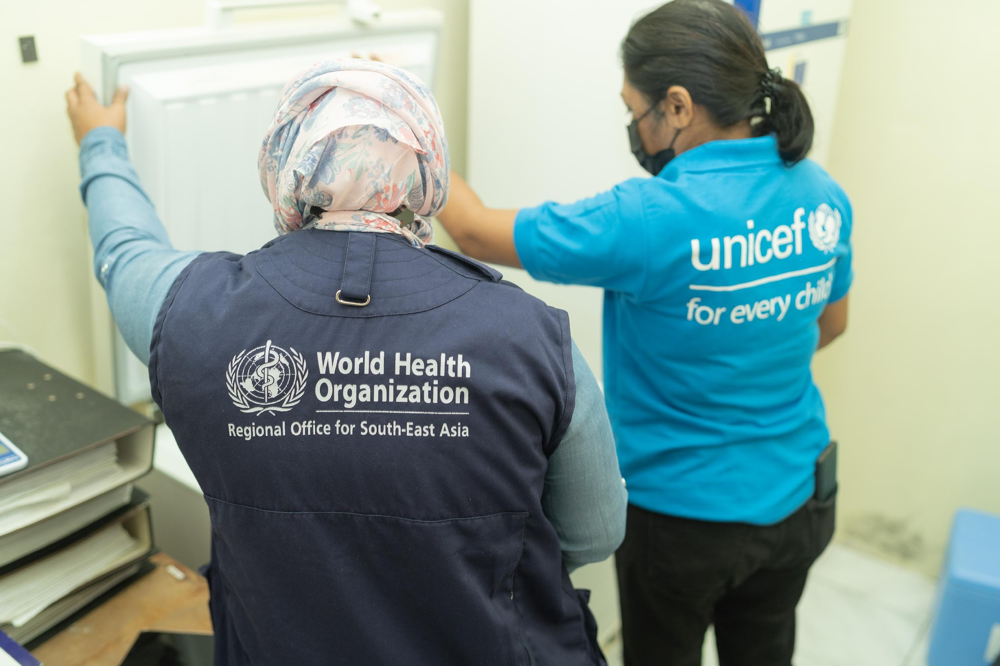 World Health
Organization
Regional Office for South-East Asia
unicef
for every child